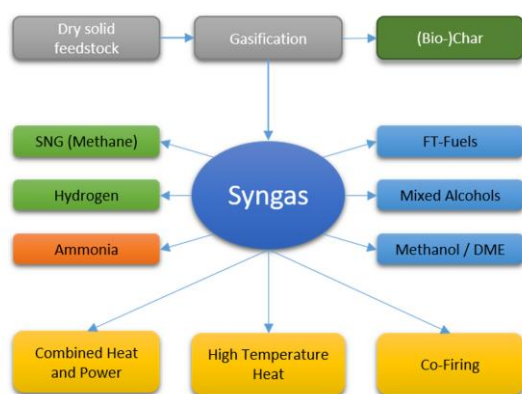 Dry solid
feedstock
Gasification
(Bio-)Char
SNG (Methane)
FT-Fuels
Syngas
Hydrogen
Mixed Alcohols
Ammonia
Methanol / DME
Combined Heat
and Power
High Temperature
Heat
Co-Firing